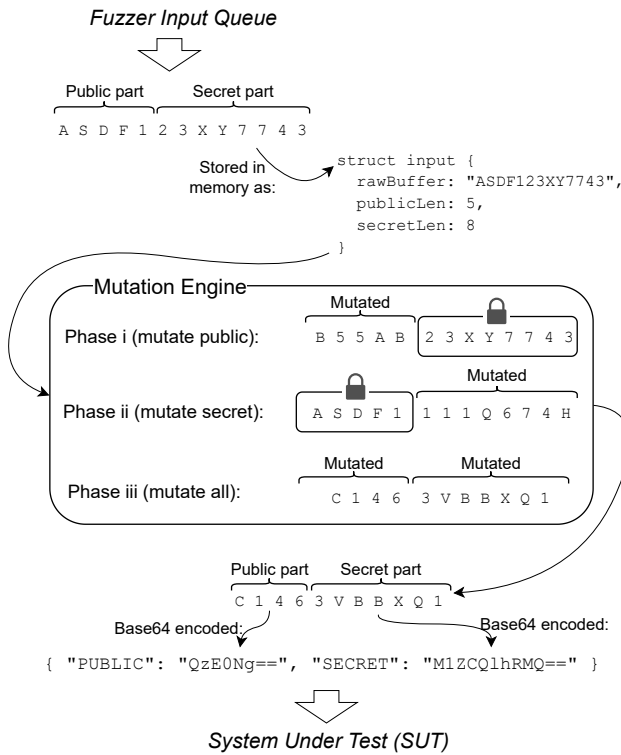 Fuzzer Input Queue
Public part Secret part
A S D F 1 2 3 X Y 7 7 4 3
Stored in
memory as:
struct input {
rawBuffer: "ASDF123XY7743",
publicLen: 5,
secretLen: 8
}
Mutation Engine
Mutated
Phase i (mutate public): B 5 5 A B 2 3 X Y 7 7 4 3
Mutated
Phase ii (mutate secret): A S D F 1 1 1 1 Q 6 7 4 H
Mutated Mutated
Phase iii (mutate all): C 1 4 6 3 V B B X Q 1
Public part Secret part
C 1 4 6 3 V B B X Q 1
Base64 encoded: Base64 encoded:
{ "PUBLIC": "QzE0Ng==", "SECRET": "M1ZCQlhRMQ==" }
System Under Test (SUT)